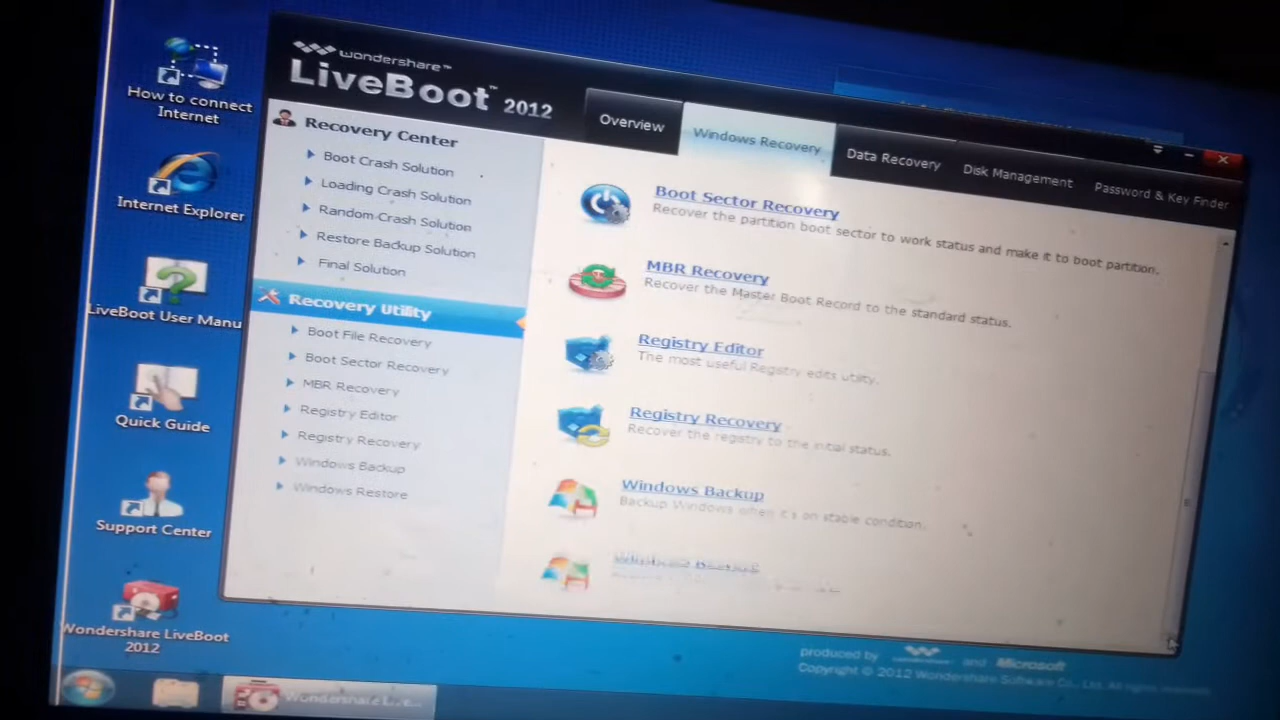 How to connect
Internet
Internet Explorer
LiveBoot User Manu
Quick Guide
Support Center
Wondershare LiveBoot
2012
wondershare™
LiveBoot™ 2012
Overview
Windows Recovery
Data Recovery
Disk Management
Password & Key Finder
Recovery Center
Boot Crash Solution
Loading Crash Solution
Random Crash Solution
Restore Backup Solution
Final Solution
Recovery Utility
Boot File Recovery
Boot Sector Recovery
MBR Recovery
Registry Editor
Registry Recovery
Windows Backup
Windows Restore
Boot Sector Recovery
Recover the partition boot sector to work status and make it to boot partition.
MBR Recovery
Recover the Master Boot Record to the standard status.
Registry Editor
The most useful Registry edits utility.
Registry Recovery
Recover the registry to the initial status.
Windows Backup
Backup Windows when it's on stable condition.
Windows Backup
produced by wondershare and Microsoft
Copyright © 2012 Wondershare Software Co., Ltd. All rights reserved.
Wondershare Live...